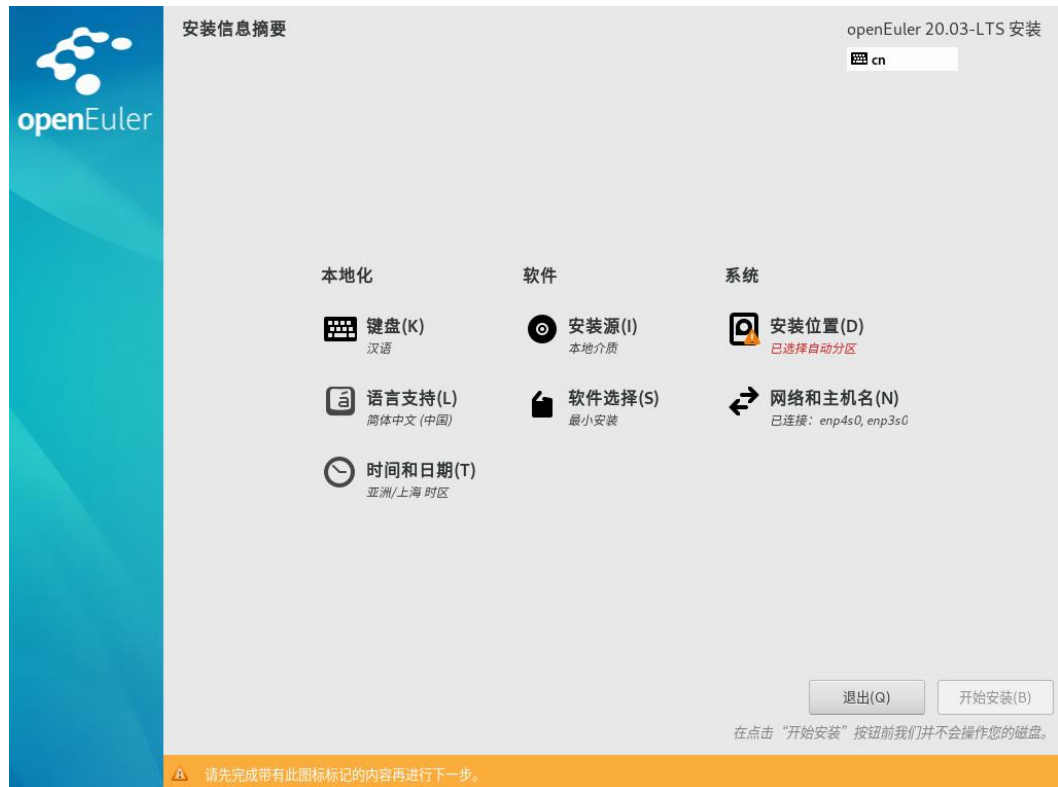 openEuler
安装信息摘要
openEuler 20.03-LTS 安装
cn
本地化
键盘(K)
汉语
语言支持(L)
简体中文 (中国)
时间和日期(T)
亚洲/上海 时区
软件
安装源(I)
本地介质
软件选择(S)
最小安装
系统
安装位置(D)
已选择自动分区
网络和主机名(N)
已连接：enp4s0, enp3s0
退出(Q)
开始安装(B)
在点击“开始安装”按钮前我们并不会操作您的磁盘。
请先完成带有此图标标记的内容再进行下一步。